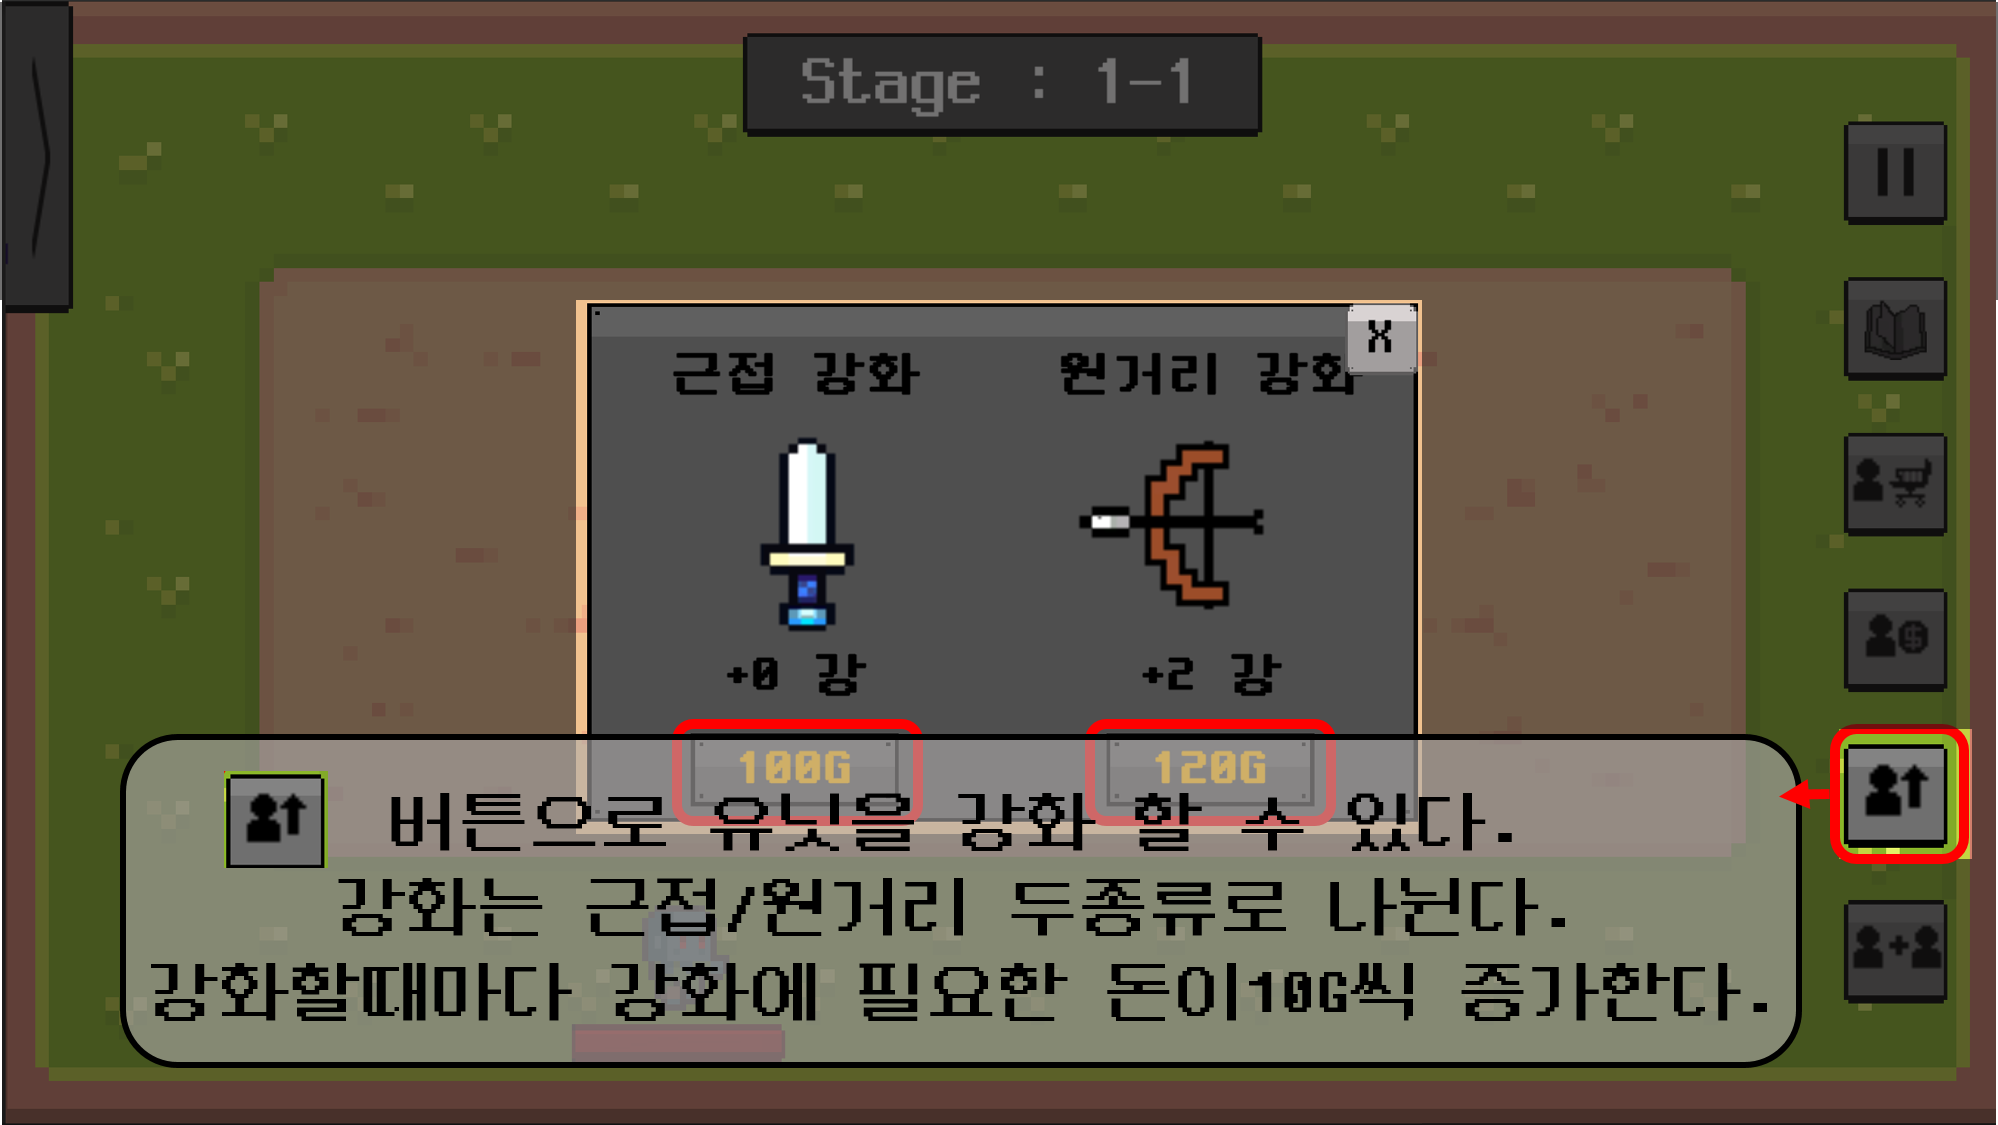 Stage : 1-1
X
근접 강화 원거리 강화
+0 강 +2 강
100G 120G
버튼으로 유닛을 강화 할 수 있다.
강화는 근접/원거리 두종류로 나뉜다.
강화할때마다 강화에 필요한 돈이10G씩 증가한다.